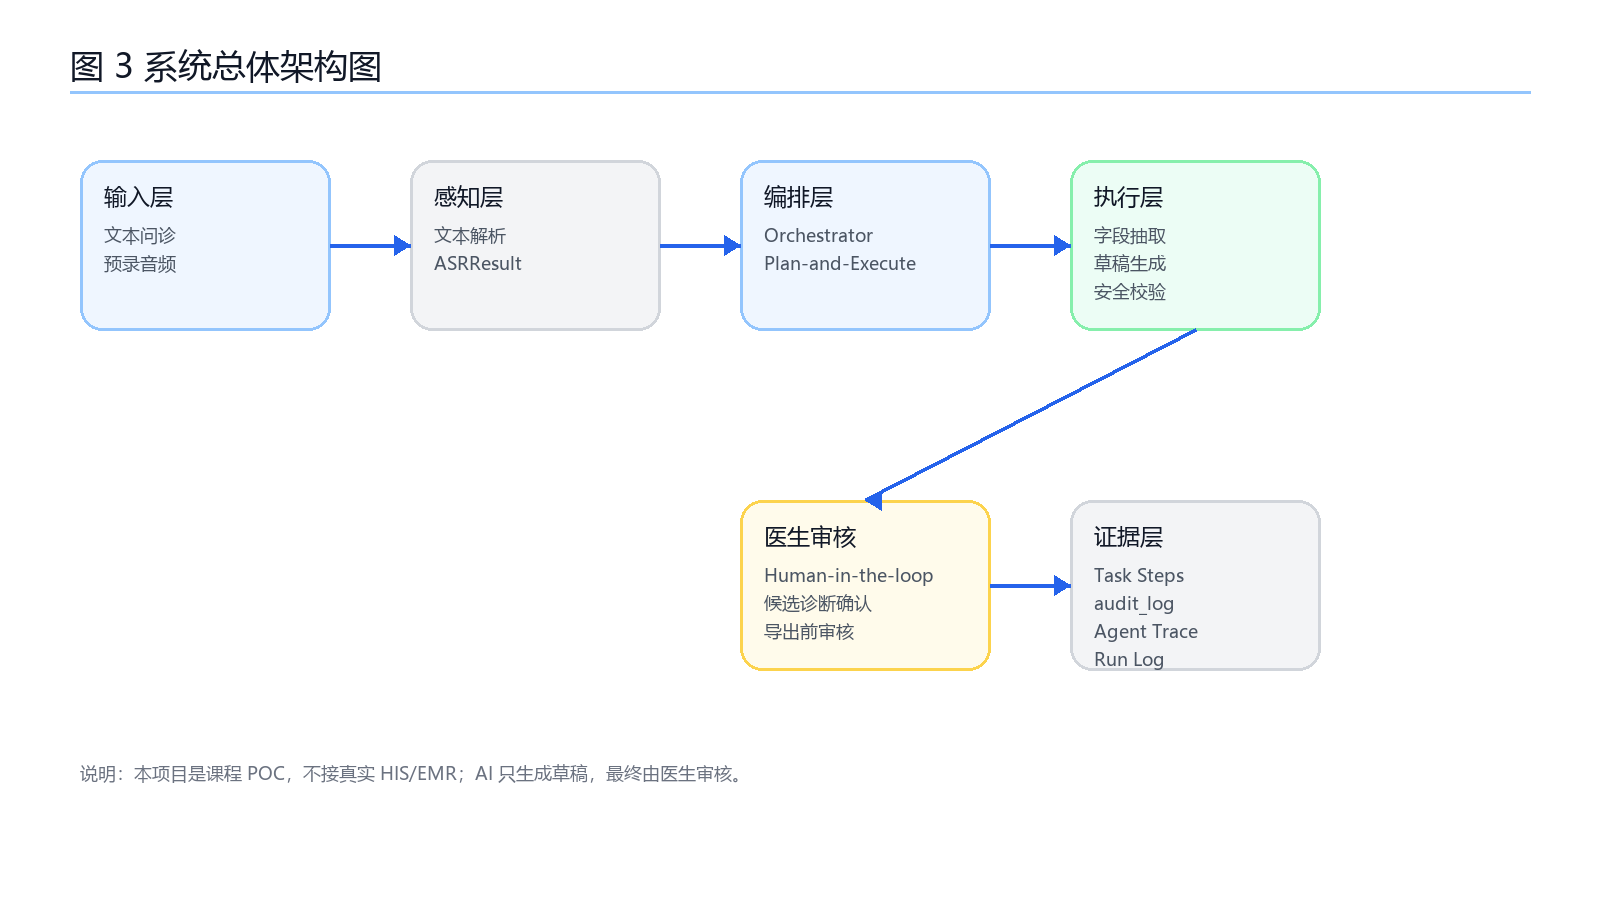 图 3 系统总体架构图
输入层
文本问诊
预录音频
感知层
文本解析
ASRResult
编排层
Orchestrator
Plan-and-Execute
执行层
字段抽取
草稿生成
安全校验
医生审核
Human-in-the-loop
候选诊断确认
导出前审核
证据层
Task Steps
audit_log
Agent Trace
Run Log
说明：本项目是课程 POC，不接真实 HIS/EMR；AI 只生成草稿，最终由医生审核。